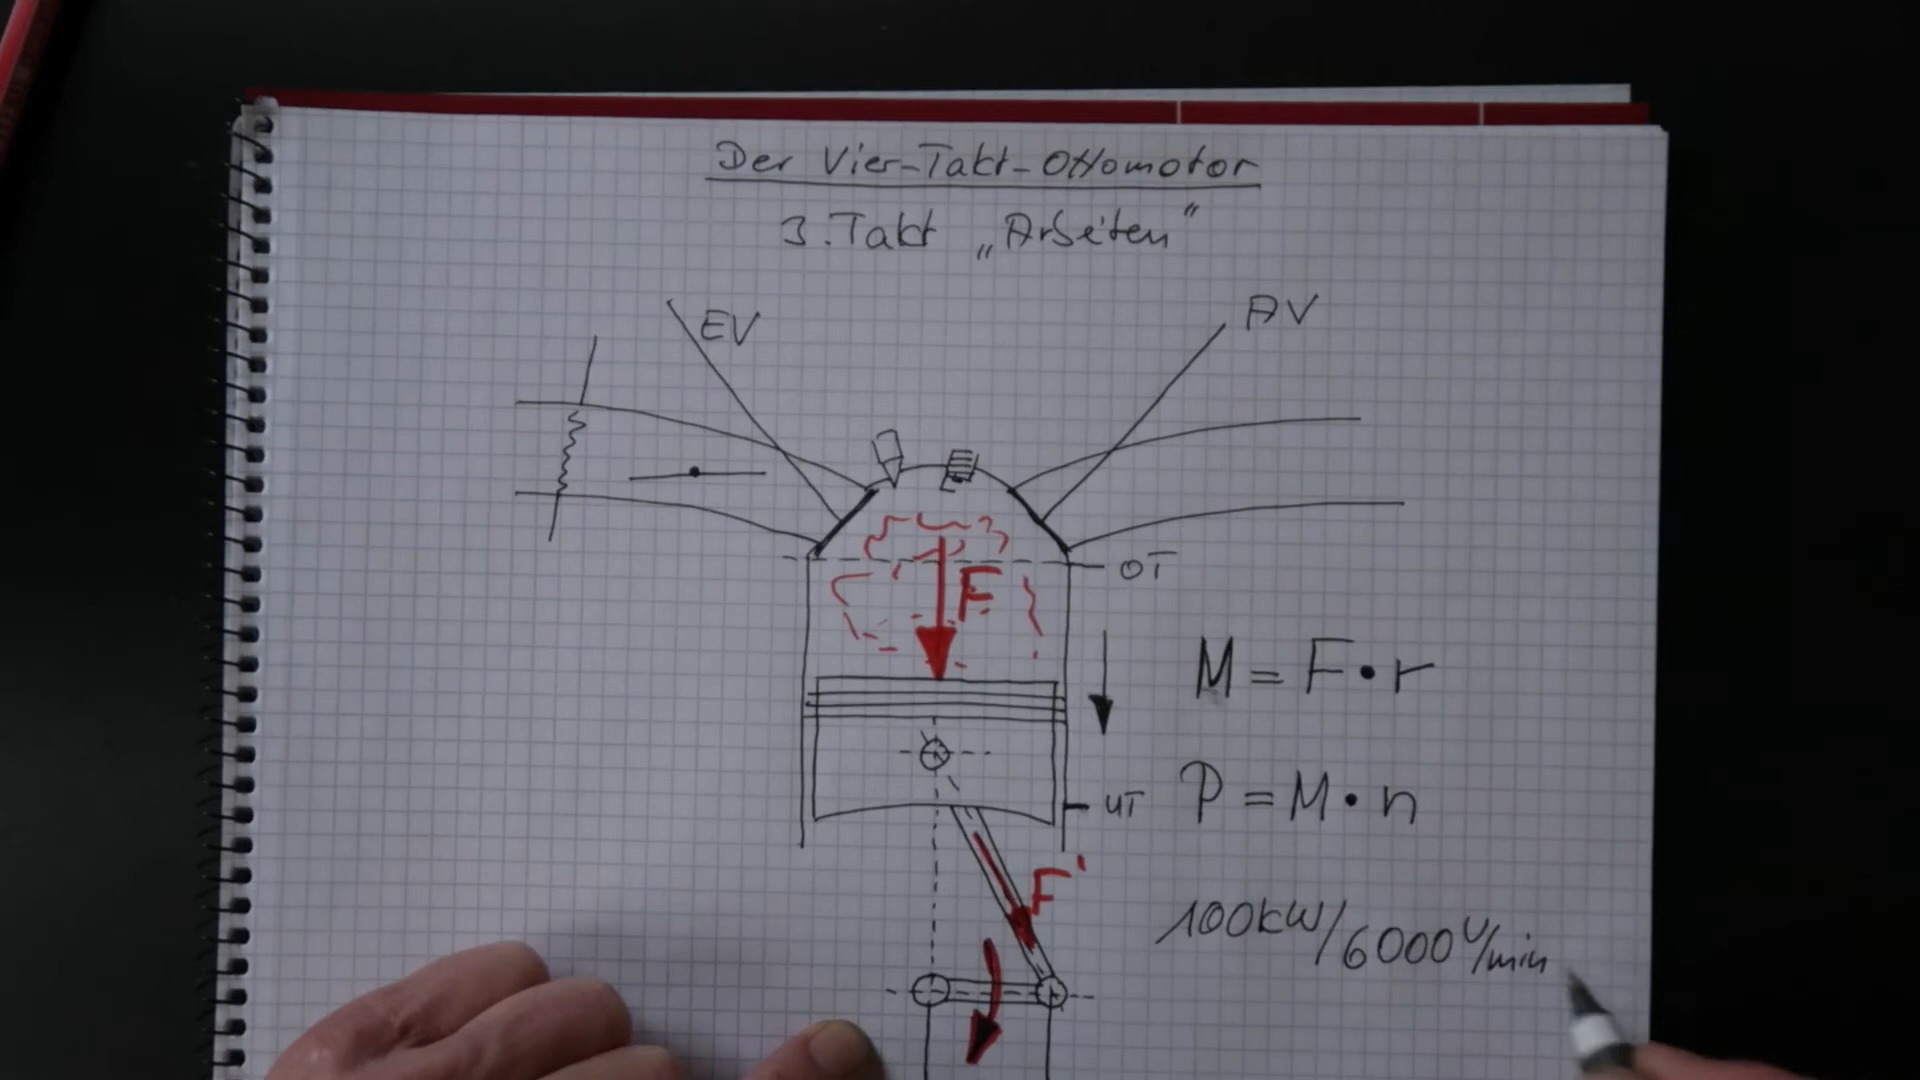 Der Vier-Takt-Ottomotor
3. Takt „Arbeiten"
EV
AV
OT
F
M = F • r
UT
P = M • n
F'
100kW/6000 U/min